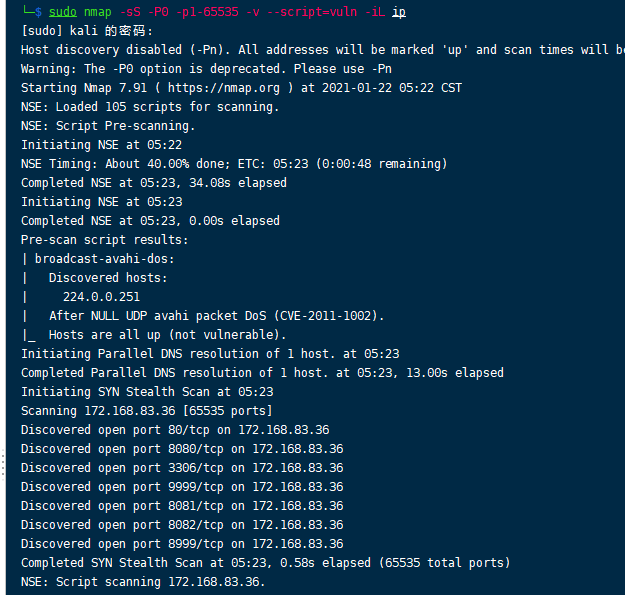 └─$ sudo nmap -sS -P0 -p1-65535 -v --script=vuln -iL ip
[sudo] kali 的密码:
Host discovery disabled (-Pn). All addresses will be marked 'up' and scan times will
Warning: The -P0 option is deprecated. Please use -Pn
Starting Nmap 7.91 ( https://nmap.org ) at 2021-01-22 05:22 CST
NSE: Loaded 105 scripts for scanning.
NSE: Script Pre-scanning.
Initiating NSE at 05:22
NSE Timing: About 40.00% done; ETC: 05:23 (0:00:48 remaining)
Completed NSE at 05:23, 34.08s elapsed
Initiating NSE at 05:23
Completed NSE at 05:23, 0.00s elapsed
Pre-scan script results:
| broadcast-avahi-dos:
|   Discovered hosts:
|     224.0.0.251
|   After NULL UDP avahi packet DoS (CVE-2011-1002).
|_  Hosts are all up (not vulnerable).
Initiating Parallel DNS resolution of 1 host. at 05:23
Completed Parallel DNS resolution of 1 host. at 05:23, 13.00s elapsed
Initiating SYN Stealth Scan at 05:23
Scanning 172.168.83.36 [65535 ports]
Discovered open port 80/tcp on 172.168.83.36
Discovered open port 8080/tcp on 172.168.83.36
Discovered open port 3306/tcp on 172.168.83.36
Discovered open port 9999/tcp on 172.168.83.36
Discovered open port 8081/tcp on 172.168.83.36
Discovered open port 8082/tcp on 172.168.83.36
Discovered open port 8999/tcp on 172.168.83.36
Completed SYN Stealth Scan at 05:23, 0.58s elapsed (65535 total ports)
NSE: Script scanning 172.168.83.36.